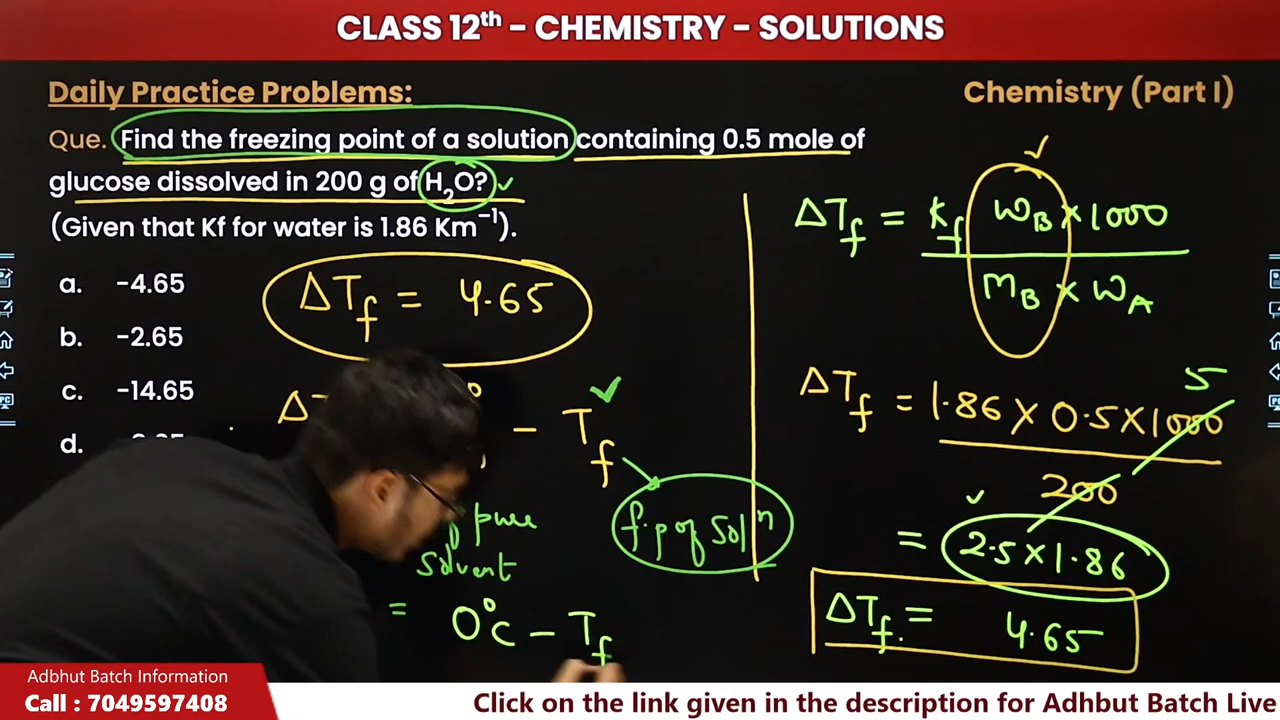 CLASS 12th - CHEMISTRY - SOLUTIONS
Daily Practice Problems:
Chemistry (Part I)
Que. Find the freezing point of a solution containing 0.5 mole of
glucose dissolved in 200 g of H₂O? ✓
(Given that Kf for water is 1.86 Km⁻¹).
a. -4.65
b. -2.65
c. -14.65
d.
ΔTf = 4.65
Δ
° - Tf ✓
pure
solvent
f.p of Solⁿ
= 0°C - Tf
✓
ΔTf = Kf WB × 1000
MB × WA
ΔTf = 1.86 × 0.5 × 1000
5
200
= 2.5 × 1.86 ✓
ΔTf = 4.65
Adhbut Batch Information
Call : 7049597408
Click on the link given in the description for Adhbut Batch Live